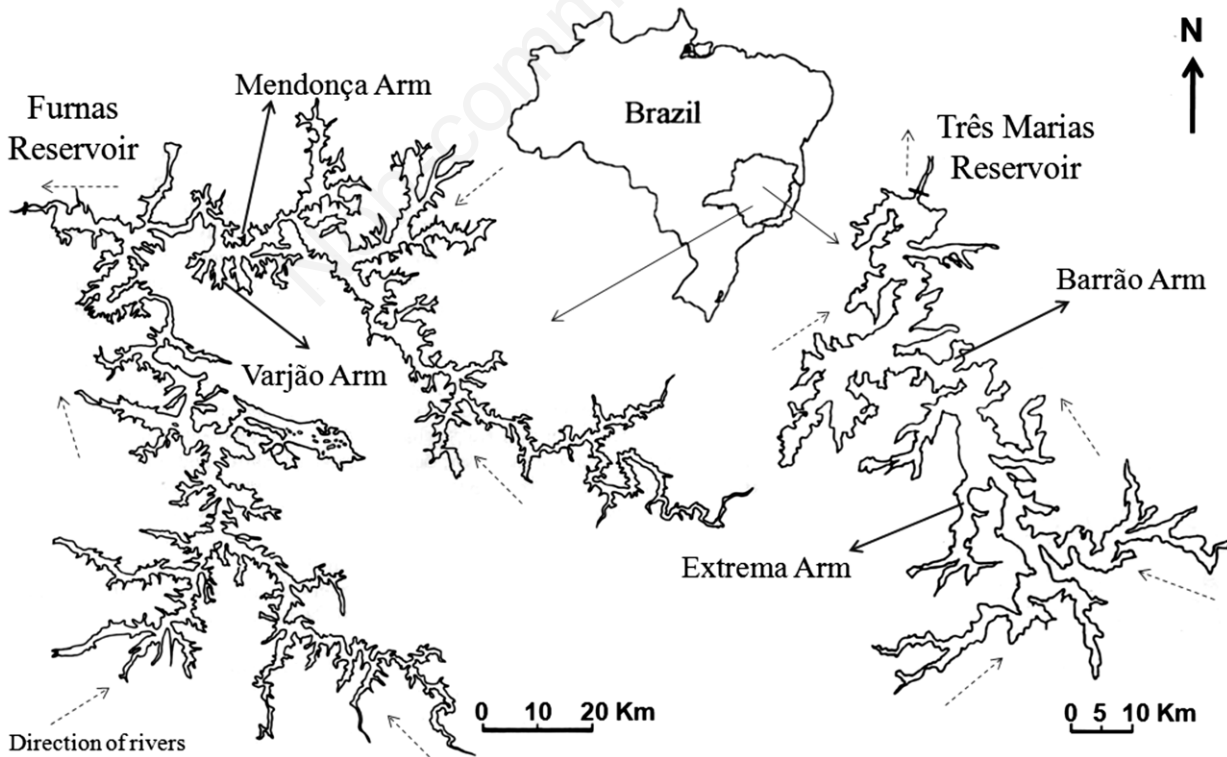 Mendonça Arm
Furnas
Reservoir
Brazil
N
Três Marias
Reservoir
Barrão Arm
Varjão Arm
Extrema Arm
0 10 20 Km
0 5 10 Km
Direction of rivers